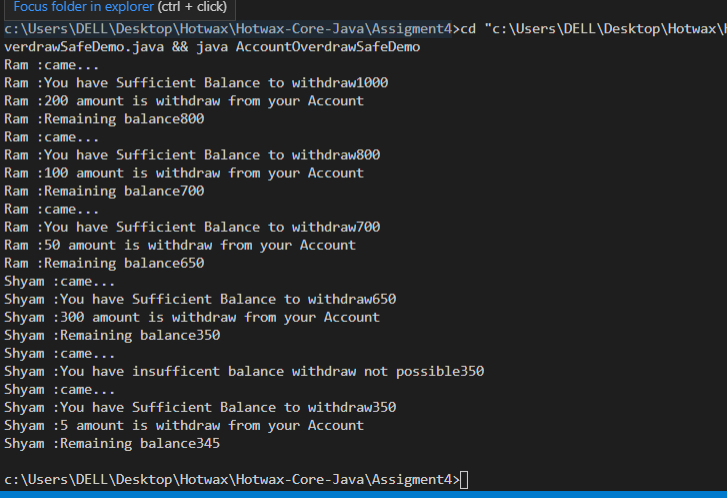 Focus folder in explorer (ctrl + click)
c:\Users\DELL\Desktop\Hotwax\Hotwax-Core-Java\Assigment4>cd "c:\Users\DELL\Desktop\Hotwax\
verdrawSafeDemo.java && java AccountOverdrawSafeDemo
Ram :came...
Ram :You have Sufficient Balance to withdraw1000
Ram :200 amount is withdraw from your Account
Ram :Remaining balance800
Ram :came...
Ram :You have Sufficient Balance to withdraw800
Ram :100 amount is withdraw from your Account
Ram :Remaining balance700
Ram :came...
Ram :You have Sufficient Balance to withdraw700
Ram :50 amount is withdraw from your Account
Ram :Remaining balance650
Shyam :came...
Shyam :You have Sufficient Balance to withdraw650
Shyam :300 amount is withdraw from your Account
Shyam :Remaining balance350
Shyam :came...
Shyam :You have insufficent balance withdraw not possible350
Shyam :came...
Shyam :You have Sufficient Balance to withdraw350
Shyam :5 amount is withdraw from your Account
Shyam :Remaining balance345
c:\Users\DELL\Desktop\Hotwax\Hotwax-Core-Java\Assigment4>